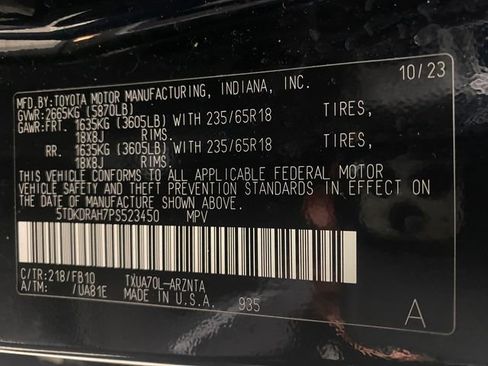 MFD.BY: TOYOTA MOTOR MANUFACTURING, INDIANA, INC. 10/23
GVWR: 2665KG (5870LB)
GAWR: FRT. 1635KG (3605LB) WITH 235/65R18 TIRES,
18X8J RIMS.
RR. 1635KG (3605LB) WITH 235/65R18 TIRES,
18X8J RIMS.
THIS VEHICLE CONFORMS TO ALL APPLICABLE FEDERAL MOTOR
VEHICLE SAFETY AND THEFT PREVENTION STANDARDS IN EFFECT ON
THE DATE OF MANUFACTURE SHOWN ABOVE.
5TDKDRAH7PS523450 MPV
C/TR: 218/FB10 TXUA70L-ARZNTA
A/TM: /UA81E MADE IN U.S.A. 935 A